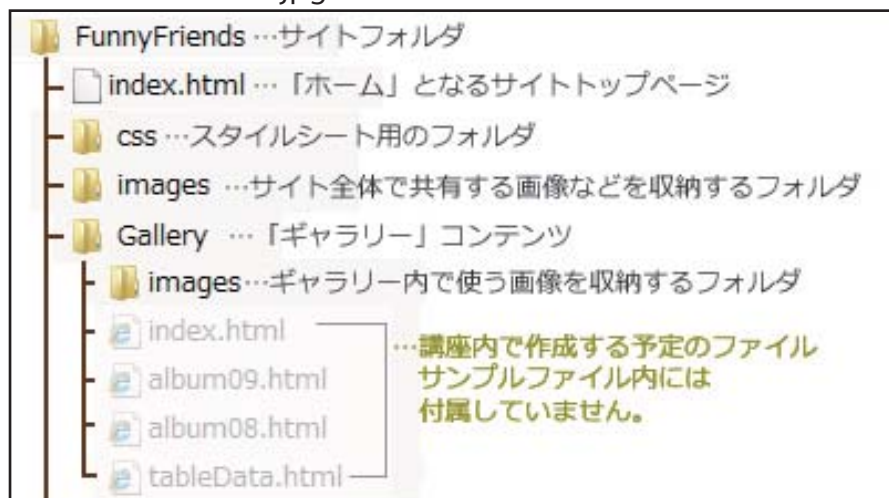 FunnyFriends …サイトフォルダ
index.html …「ホーム」となるサイトトップページ
css …スタイルシート用のフォルダ
images …サイト全体で共有する画像などを収納するフォルダ
Gallery …「ギャラリー」コンテンツ
images…ギャラリー内で使う画像を収納するフォルダ
index.html
…講座内で作成する予定のファイル
album09.html
サンプルファイル内には
付属していません。
album08.html
tableData.html